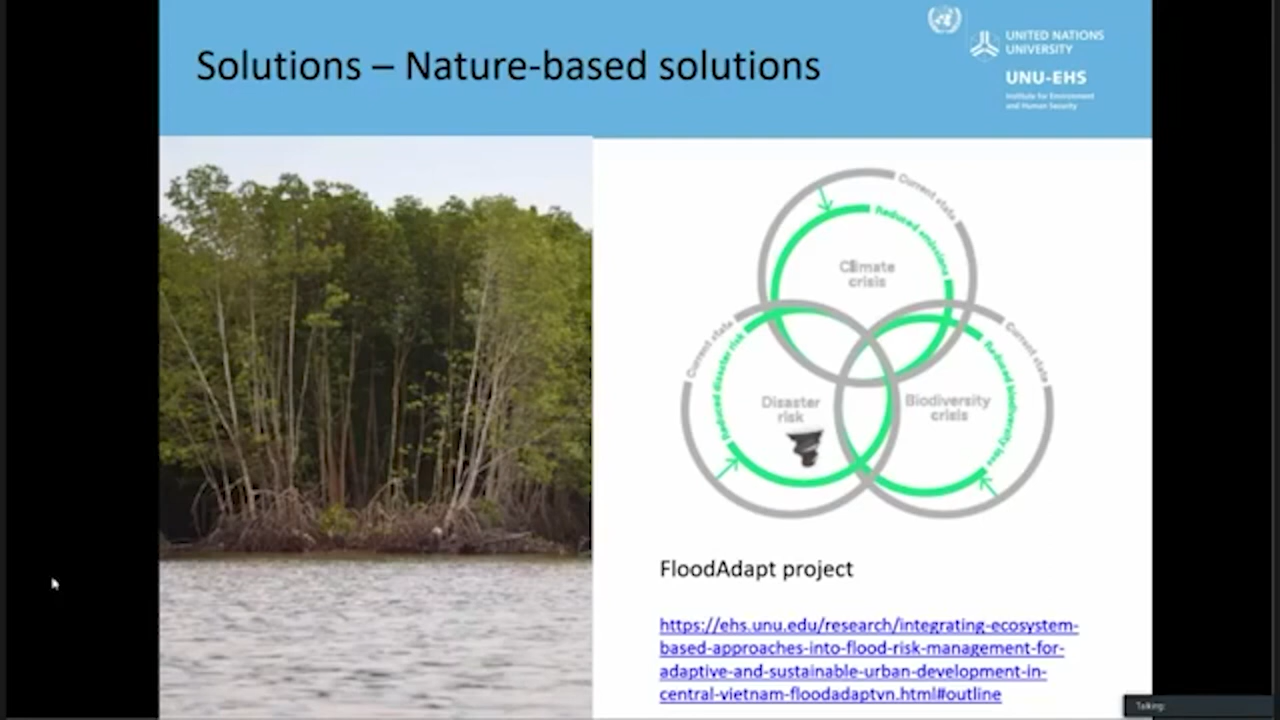 Solutions – Nature-based solutions
UNITED NATIONS
UNIVERSITY
UNU-EHS
Institute for Environment
and Human Security
Current state
Reduced emissions
Climate
crisis
Current state
Reduced disaster risk
Disaster
risk
Current state
Reduced biodiversity loss
Biodiversity
crisis
FloodAdapt project
https://ehs.unu.edu/research/integrating-ecosystem-
based-approaches-into-flood-risk-management-for-
adaptive-and-sustainable-urban-development-in-
central-vietnam-floodadaptvn.html#outline
Talking: